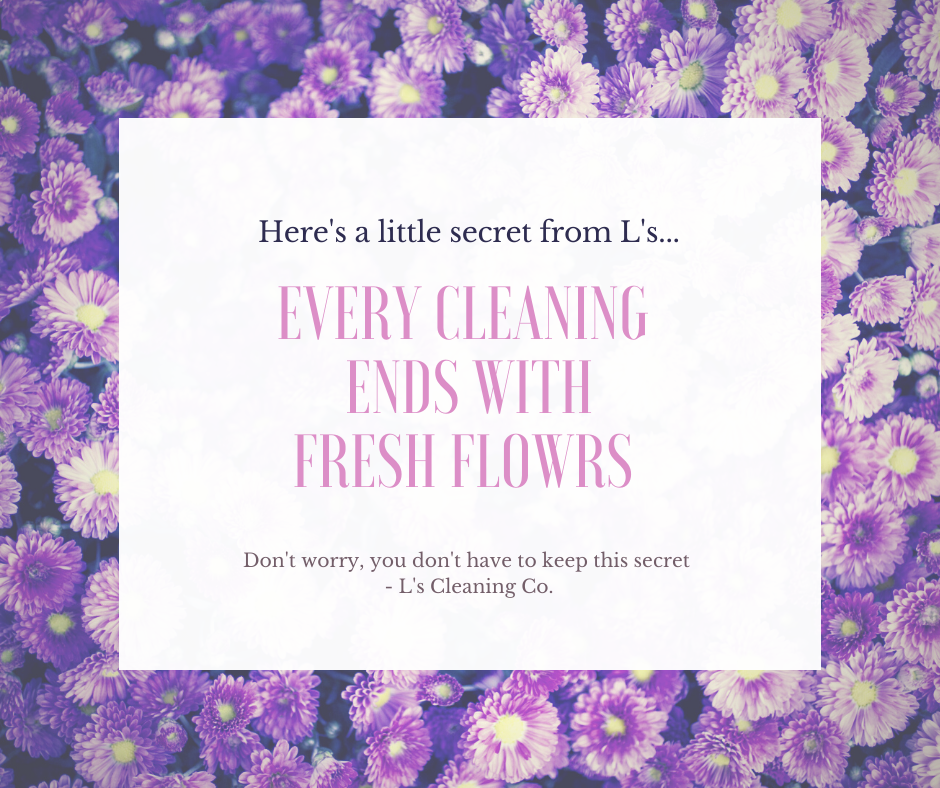 Here's a little secret from L's...
EVERY CLEANING
ENDS WITH
FRESH FLOWRS
Don't worry, you don't have to keep this secret
- L's Cleaning Co.